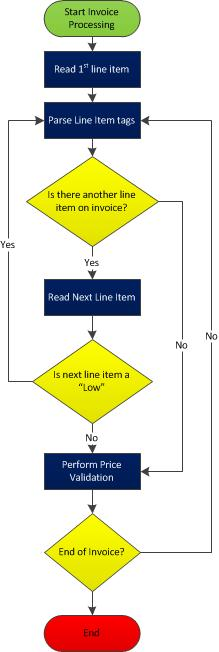 Start Invoice
Processing
Read 1st line item
Parse Line Item tags
Is there another line
item on invoice?
Yes
Yes
Read Next Line Item
No
No
Is next line item a
“Low”
No
Perform Price
Validation
End of Invoice?
End